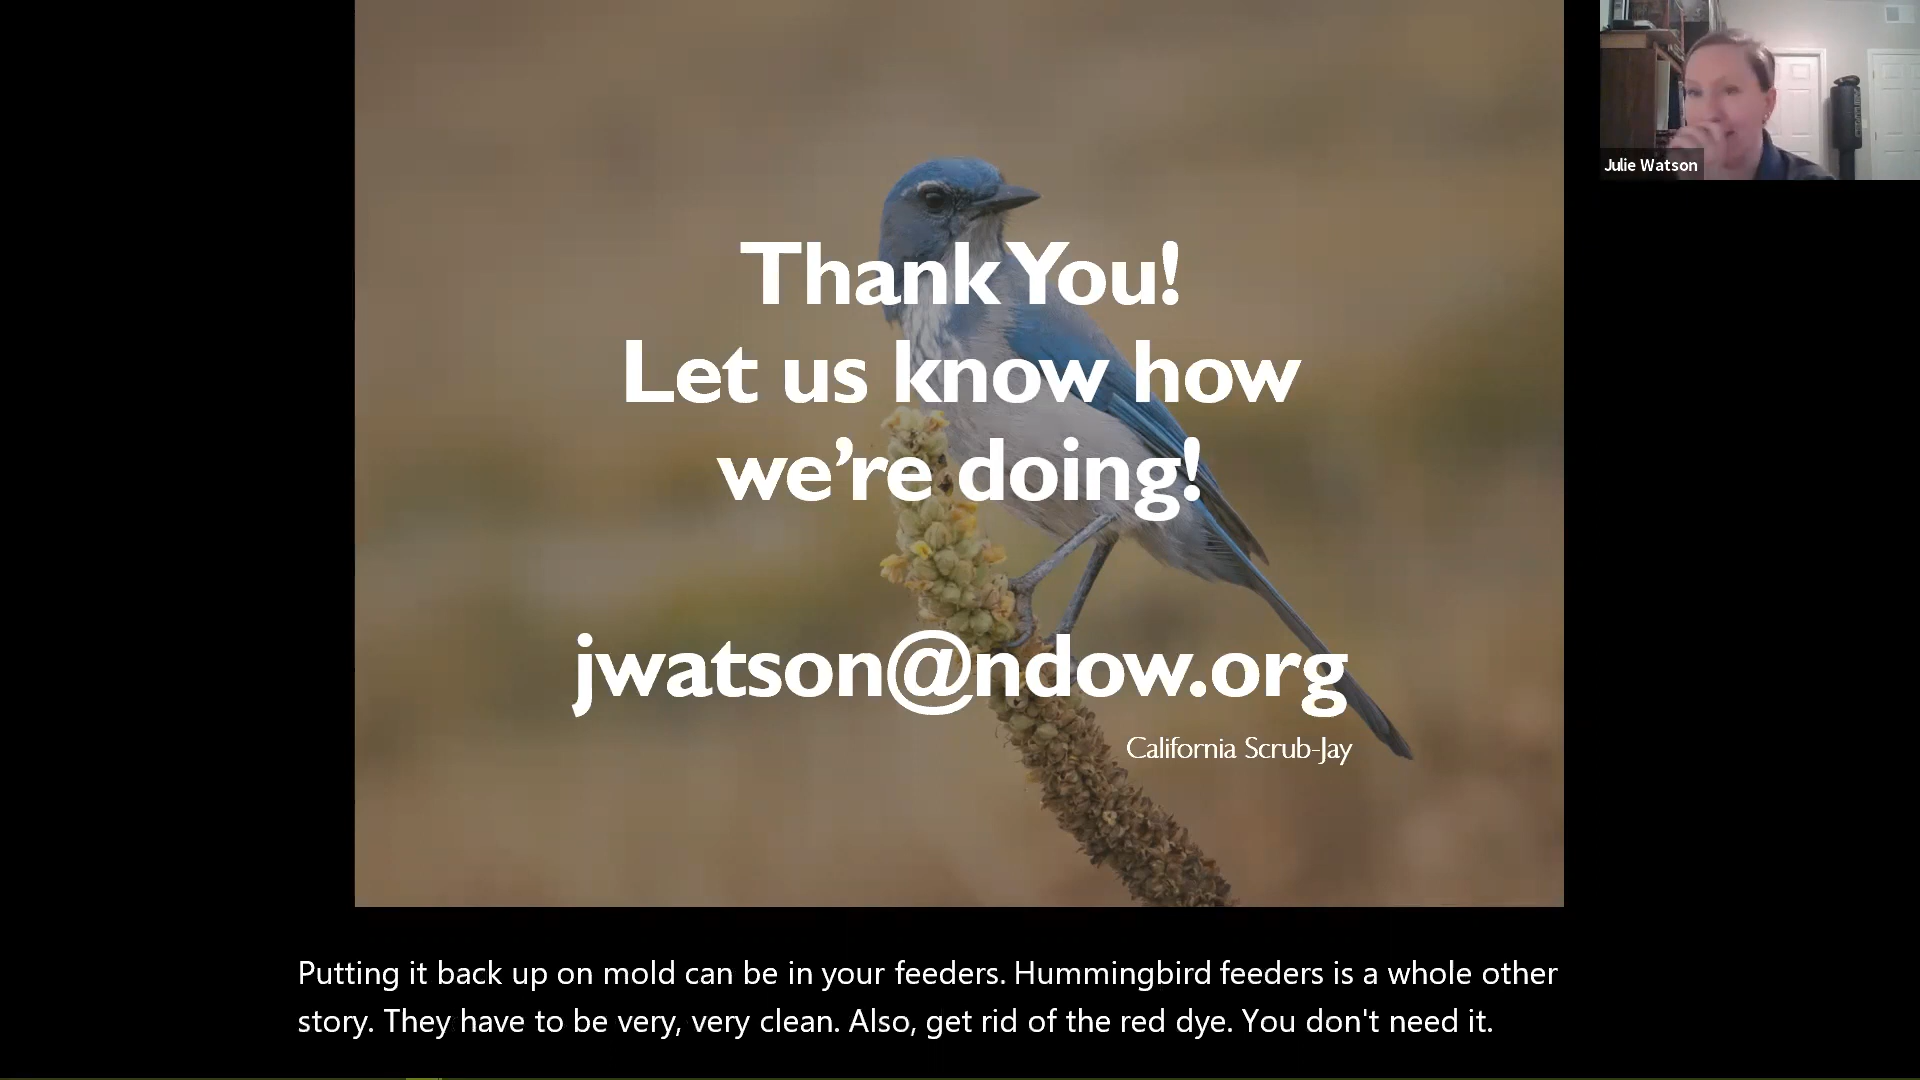 Thank You!
Let us know how
we're doing!
jwatson@ndow.org
California Scrub-Jay
Julie Watson
Putting it back up on mold can be in your feeders. Hummingbird feeders is a whole other
story. They have to be very, very clean. Also, get rid of the red dye. You don't need it.